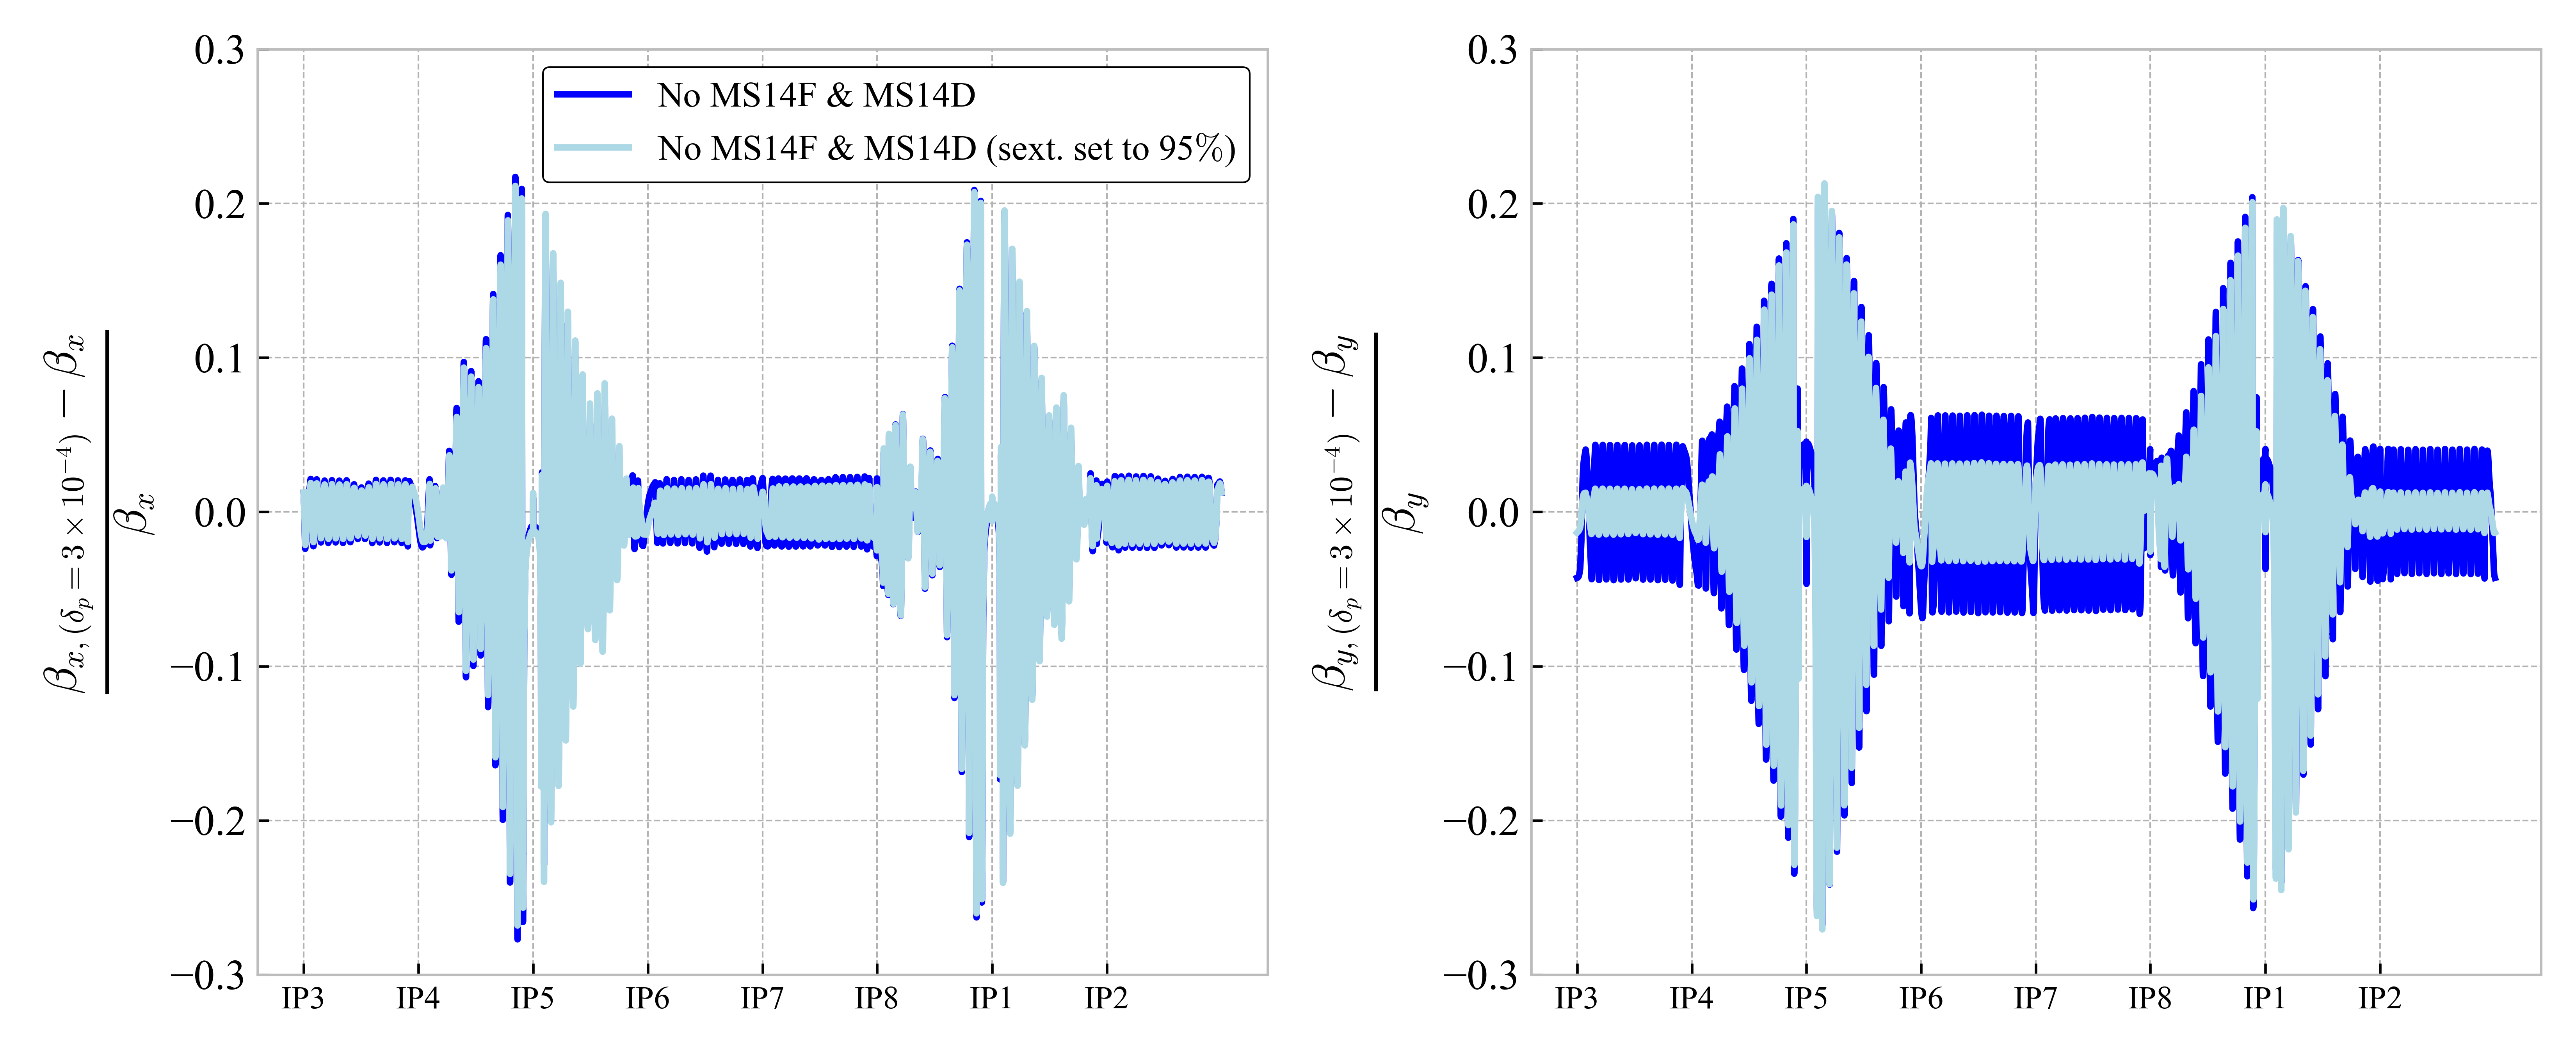 0.3
0.2
0.1
0.0
−0.1
−0.2
−0.3
β_x, (δ_p = 3 × 10⁻⁴) − β_x
β_x
No MS14F & MS14D
No MS14F & MS14D (sext. set to 95%)
IP3 IP4 IP5 IP6 IP7 IP8 IP1 IP2
0.3
0.2
0.1
0.0
−0.1
−0.2
−0.3
β_y, (δ_p = 3 × 10⁻⁴) − β_y
β_y
IP3 IP4 IP5 IP6 IP7 IP8 IP1 IP2